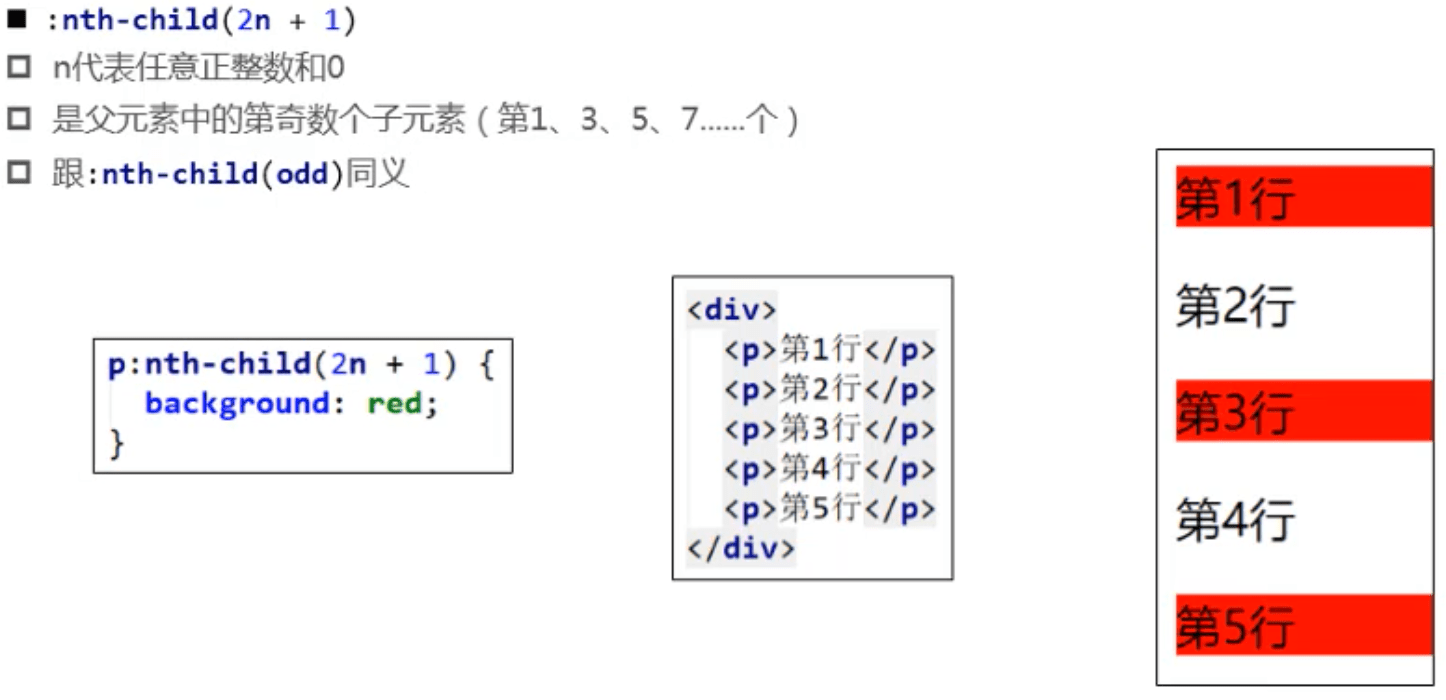 :nth-child(2n + 1)
n代表任意正整数和0
是父元素中的第奇数个子元素（第1、3、5、7......个）
跟:nth-child(odd)同义
p:nth-child(2n + 1) {
background: red;
}
<div>
<p>第1行</p>
<p>第2行</p>
<p>第3行</p>
<p>第4行</p>
<p>第5行</p>
</div>
第1行
第2行
第3行
第4行
第5行